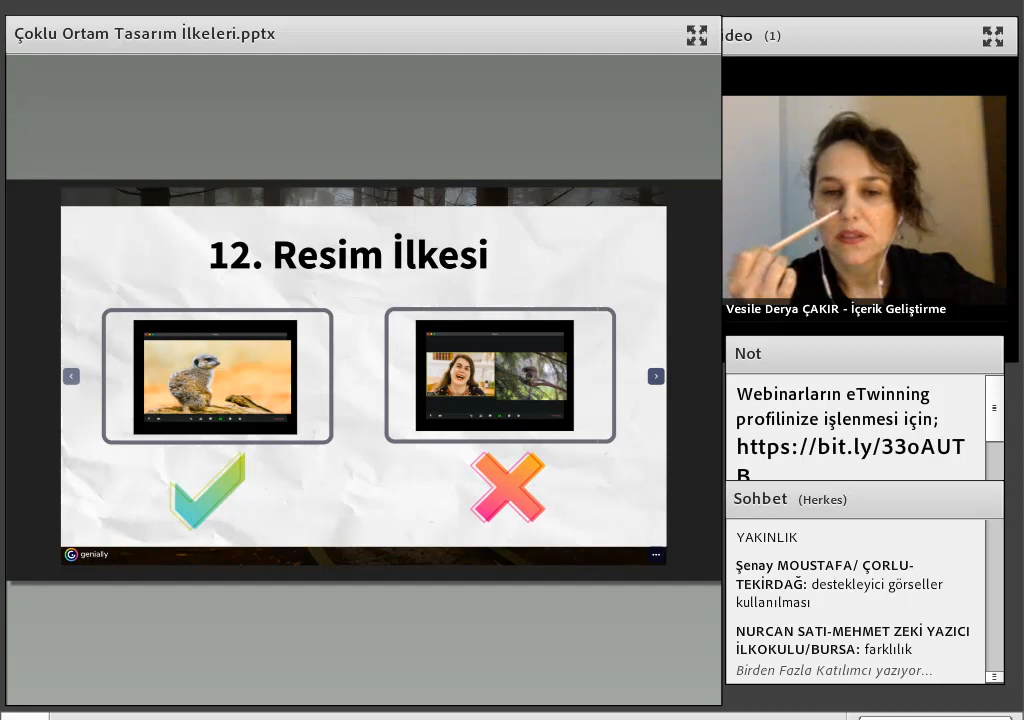 Çoklu Ortam Tasarım İlkeleri.pptx
ideo (1)
12. Resim İlkesi
genially
Vesile Derya ÇAKIR - İçerik Geliştirme
Not
Webinarların eTwinning
profilinize işlenmesi için;
https://bit.ly/33oAUT
B
Sohbet (Herkes)
YAKINLIK
Şenay MOUSTAFA/ ÇORLU-
TEKİRDAĞ: destekleyici görseller
kullanılması
NURCAN SATI-MEHMET ZEKİ YAZICI
İLKOKULU/BURSA: farklılık
Birden Fazla Katılımcı yazıyor...